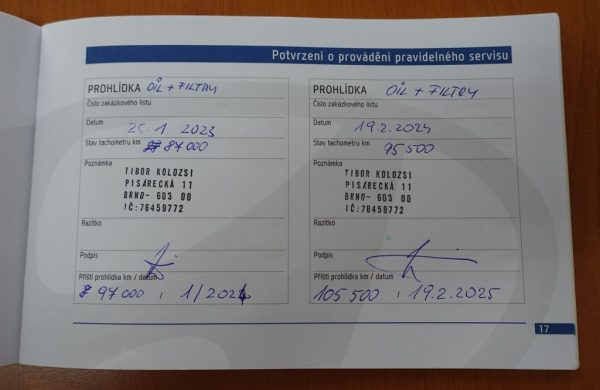 Potvrzení o provádění pravidelného servisu
PROHLÍDKA OIL + FILTRY
Číslo zakázkového listu
Datum 25.1.2023
Stav tachometru km 87 000
Poznámka
TIBOR KOLOZSI
PISÁRECKÁ 11
BRNO- 603 00
IČ:76459772
Razítko
Podpis
Příští prohlídka km / datum
97 000 , 1/2024
PROHLÍDKA OIL + FILTRY
Číslo zakázkového listu
Datum 19.2.2024
Stav tachometru km 95 500
Poznámka
TIBOR KOLOZSI
PISÁRECKÁ 11
BRNO- 603 00
IČ:76459772
Razítko
Podpis
Příští prohlídka km / datum
105 500 , 19.2.2025
17